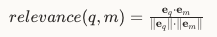 relevance(q, m) = \frac{\mathbf{e}_q \cdot \mathbf{e}_m}{\|\mathbf{e}_q\| \cdot \|\mathbf{e}_m\|}